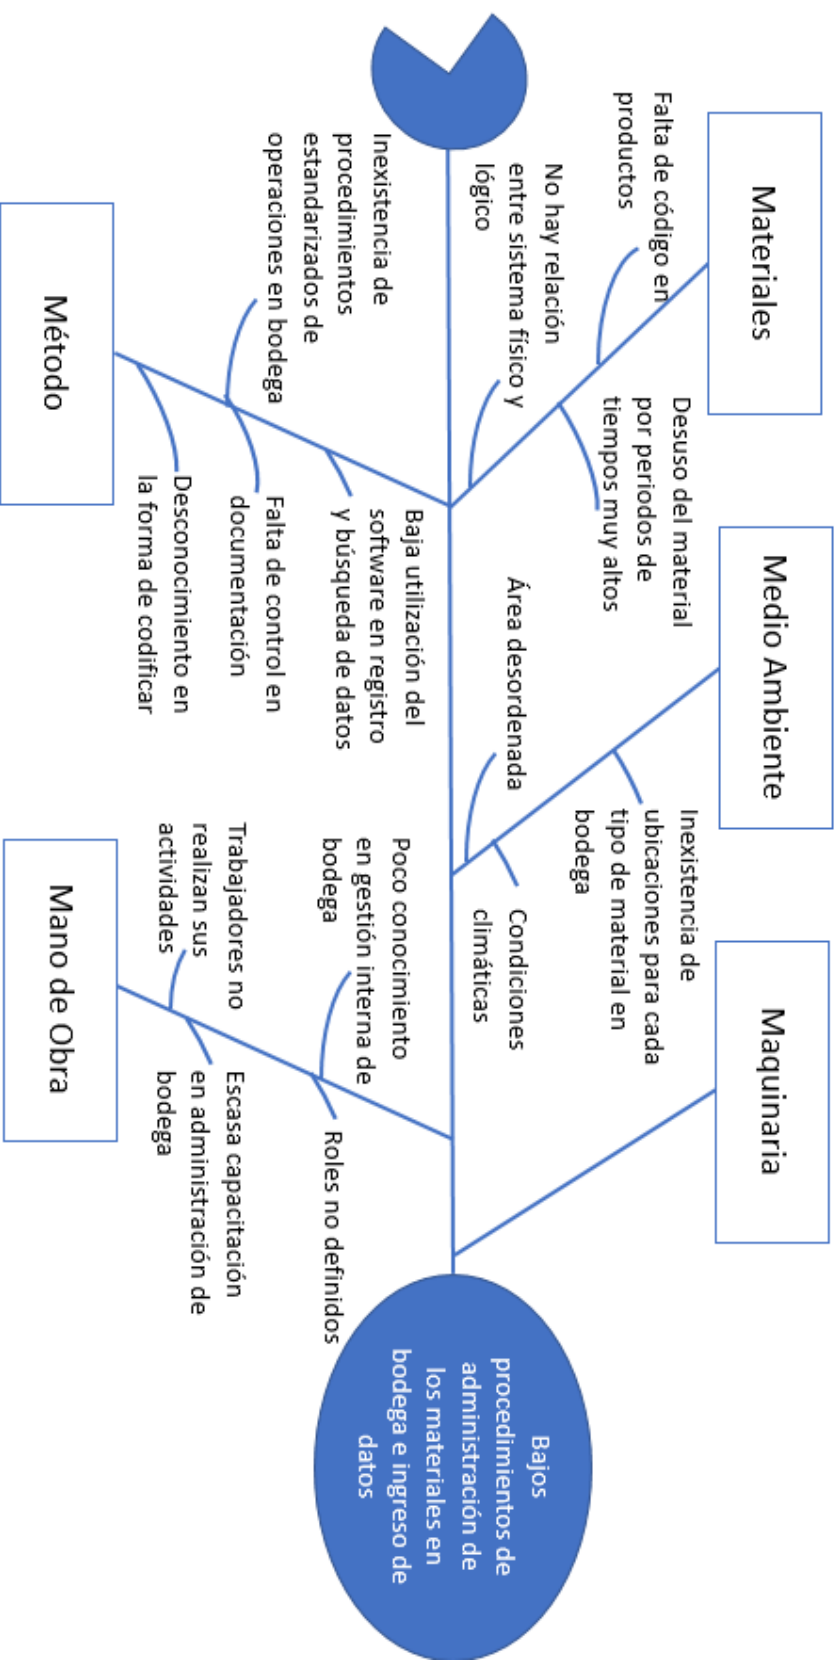 Materiales
Medio Ambiente
Maquinaria
Falta de código en
productos
Desuso del material
por periodos de
tiempos muy altos
No hay relación
entre sistema físico y
lógico
Inexistencia de
ubicaciones para cada
tipo de material en
bodega
Área desordenada
Condiciones
climáticas
Bajos
procedimientos de
administración de
los materiales en
bodega e ingreso de
datos
Inexistencia de
procedimientos
estandarizados de
operaciones en bodega
Baja utilización del
software en registro
y búsqueda de datos
Falta de control en
documentación
Desconocimiento en
la forma de codificar
Poco conocimiento
en gestión interna de
bodega
Roles no definidos
Trabajadores no
realizan sus
actividades
Escasa capacitación
en administración de
bodega
Método
Mano de Obra